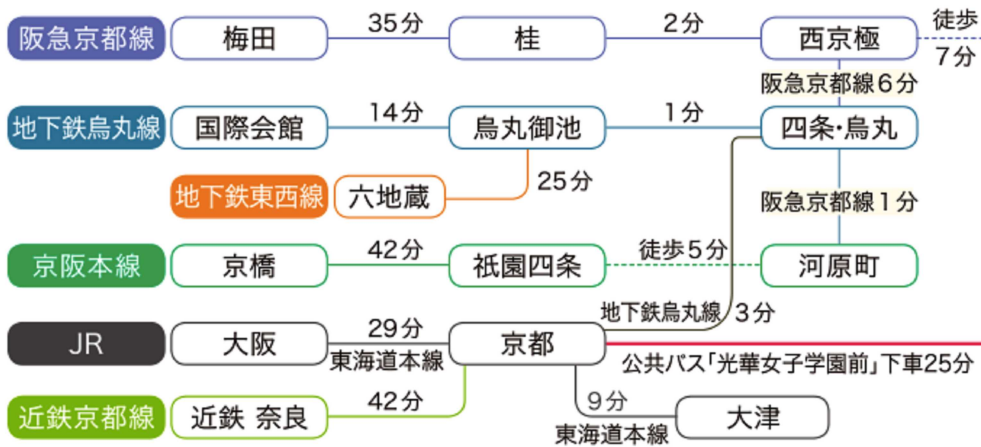 阪急京都線 梅田 35分 桂 2分 西京極 徒歩 7分
阪急京都線6分
地下鉄烏丸線 国際会館 14分 烏丸御池 1分 四条・烏丸
地下鉄東西線 六地蔵 25分
阪急京都線1分
京阪本線 京橋 42分 祇園四条 徒歩5分 河原町
地下鉄烏丸線 3分
JR 大阪 29分 東海道本線 京都
公共バス「光華女子学園前」下車25分
近鉄京都線 近鉄 奈良 42分
9分 東海道本線 大津